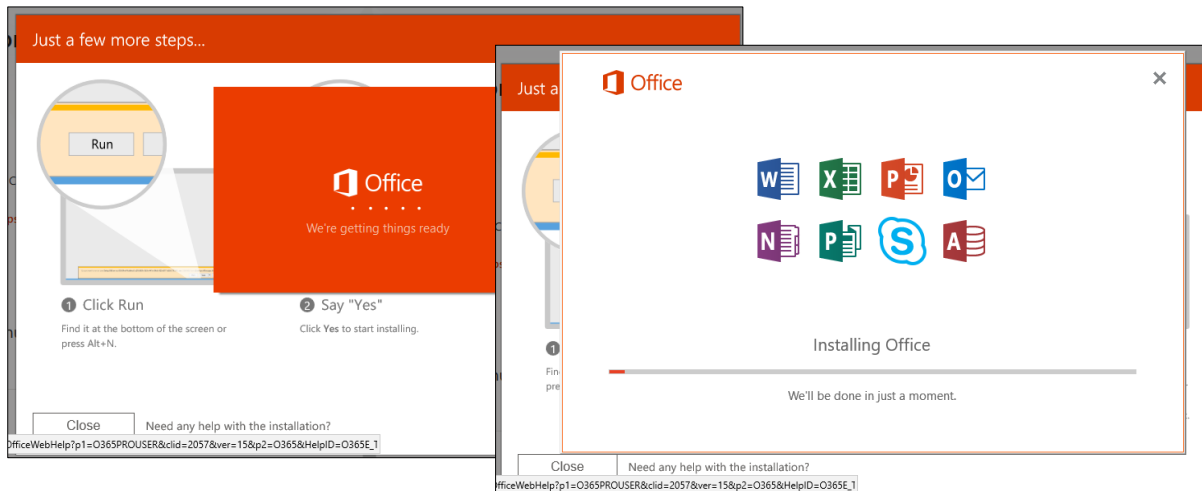 Just a few more steps...
Run
Office
We're getting things ready
1 Click Run
Find it at the bottom of the screen or
press Alt+N.
2 Say "Yes"
Click Yes to start installing.
Close
Need any help with the installation?
OfficeWebHelp?p1=O365PROUSER&clid=2057&ver=15&p2=O365&HelpID=O365E_1
Just a
Office
W
X
P
O
N
P
S
A
Installing Office
We'll be done in just a moment.
1
Fin
pre
Close
Need any help with the installation?
fficeWebHelp?p1=O365PROUSER&clid=2057&ver=15&p2=O365&HelpID=O365E_1